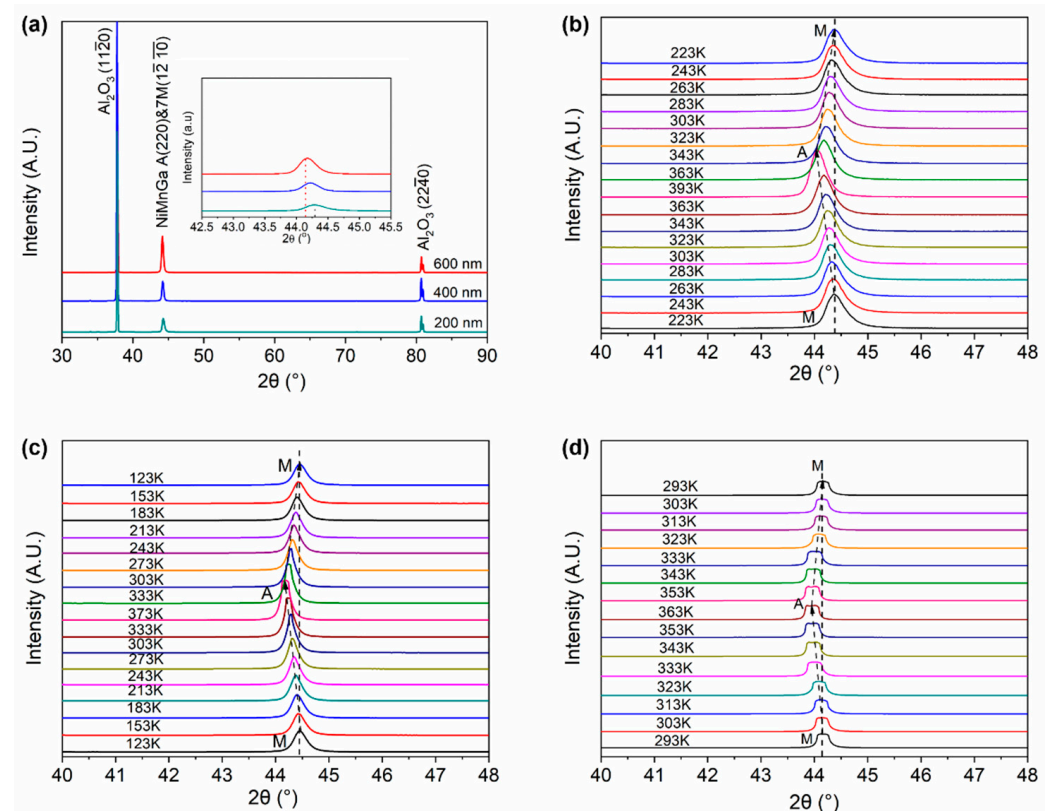 (a)
Intensity (A.U.)
Al₂O₃ (112̅0)
NiMnGa A(220)&7M(12̅ 1̅0̅)
Al₂O₃ (224̅0)
Intensity (a.u)
42.5 43.0 43.5 44.0 44.5 45.0 45.5
2θ (°)
600 nm
400 nm
200 nm
30 40 50 60 70 80 90
2θ (°)
(b)
Intensity (A.U.)
M
223K
243K
263K
283K
303K
323K
343K
A
363K
393K
363K
343K
323K
303K
283K
263K
243K
M
223K
40 41 42 43 44 45 46 47 48
2θ (°)
(c)
Intensity (A.U.)
M
123K
153K
183K
213K
243K
273K
303K
333K
A
373K
333K
303K
273K
243K
213K
183K
153K
M
123K
40 41 42 43 44 45 46 47 48
2θ (°)
(d)
Intensity (A.U.)
M
293K
303K
313K
323K
333K
343K
353K
A
363K
353K
343K
333K
323K
313K
303K
M
293K
40 41 42 43 44 45 46 47 48
2θ (°)